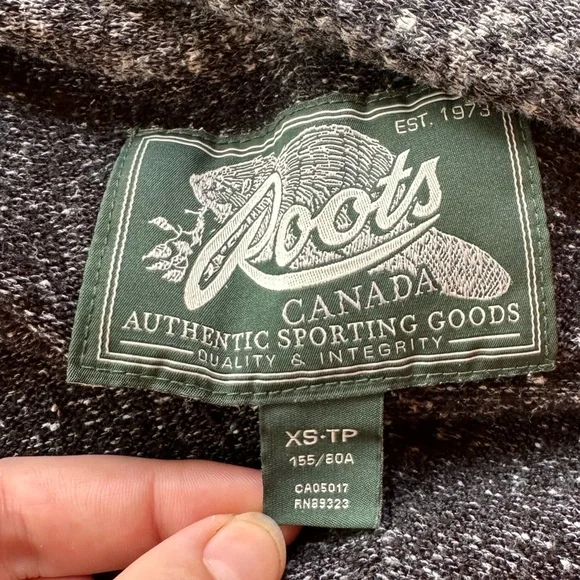 EST. 1973
Roots
CANADA
AUTHENTIC SPORTING GOODS
QUALITY & INTEGRITY
XS·TP
155/80A
CA05017
RN89323